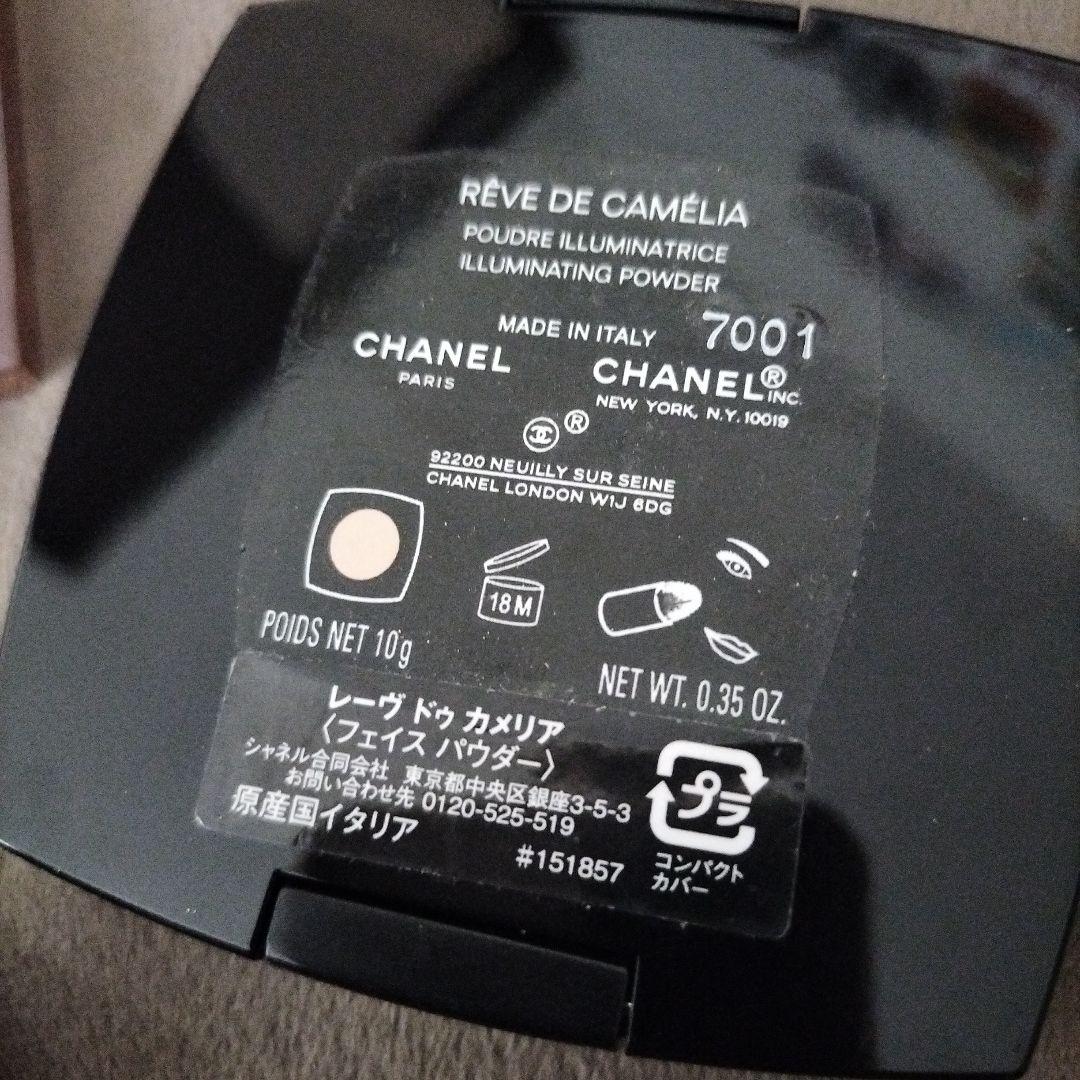 RÊVE DE CAMÉLIA
POUDRE ILLUMINATRICE
ILLUMINATING POWDER
MADE IN ITALY 7001
CHANEL
PARIS
CHANEL® INC.
NEW YORK, N.Y. 10019
®
92200 NEUILLY SUR SEINE
CHANEL LONDON W1J 6DG
18M
POIDS NET 10g
NET WT. 0.35 OZ.
レーヴ ドゥ カメリア
〈フェイス パウダー〉
シャネル合同会社 東京都中央区銀座3-5-3
お問い合わせ先 0120-525-519
原産国イタリア
#151857
プラ
コンパクト
カバー